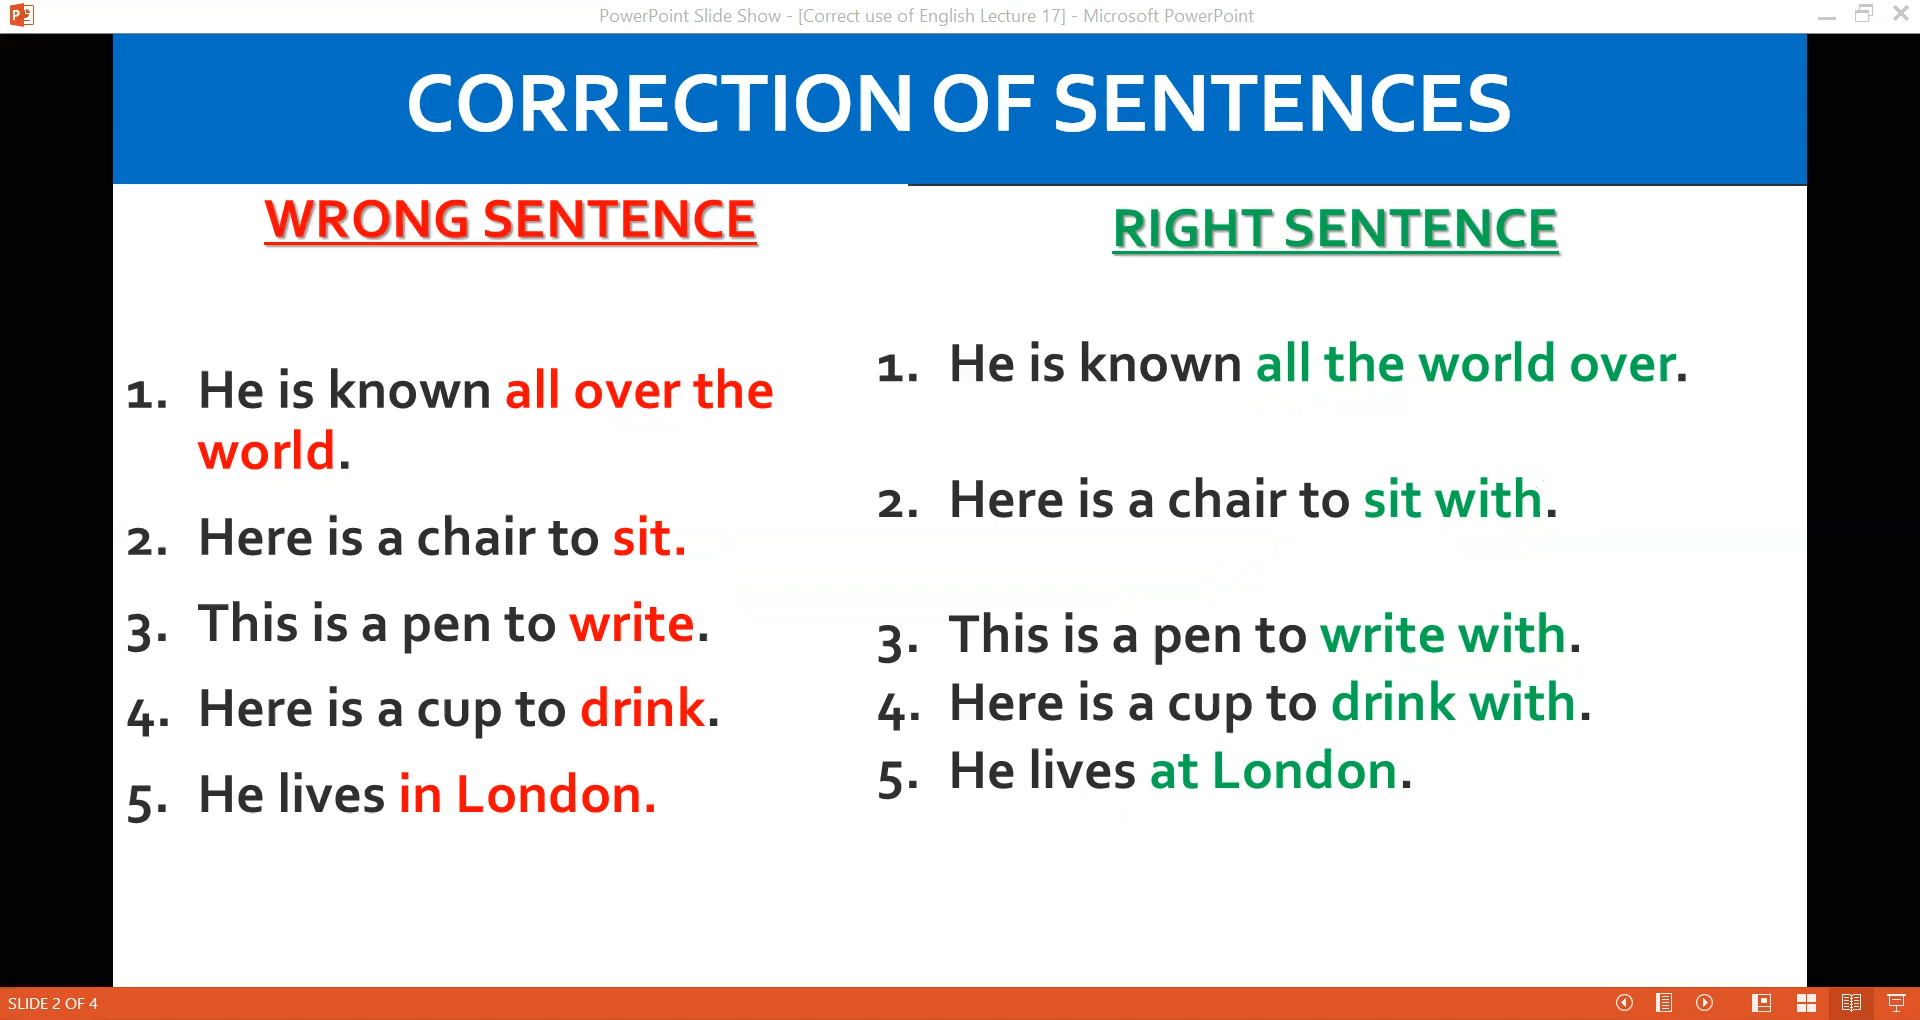 PowerPoint Slide Show - [Correct use of English Lecture 17] - Microsoft PowerPoint
CORRECTION OF SENTENCES
WRONG SENTENCE
1. He is known all over the
world.
2. Here is a chair to sit.
3. This is a pen to write.
4. Here is a cup to drink.
5. He lives in London.
RIGHT SENTENCE
1. He is known all the world over.
2. Here is a chair to sit with.
3. This is a pen to write with.
4. Here is a cup to drink with.
5. He lives at London.
SLIDE 2 OF 4